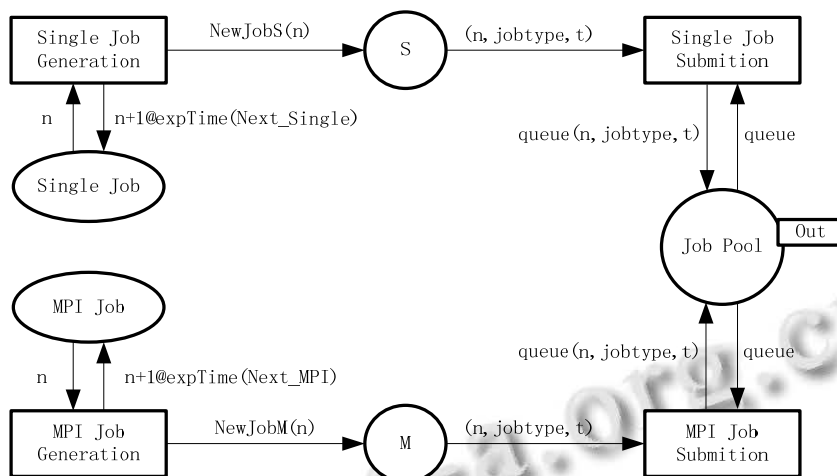 Single Job
Generation
NewJobS(n)
S
(n, jobtype, t)
Single Job
Submition
n
n+1@expTime(Next_Single)
queue(n, jobtype, t)
queue
Single Job
Job Pool
Out
MPI Job
n
n+1@expTime(Next_MPI)
queue(n, jobtype, t)
queue
MPI Job
Generation
NewJobM(n)
M
(n, jobtype, t)
MPI Job
Submition